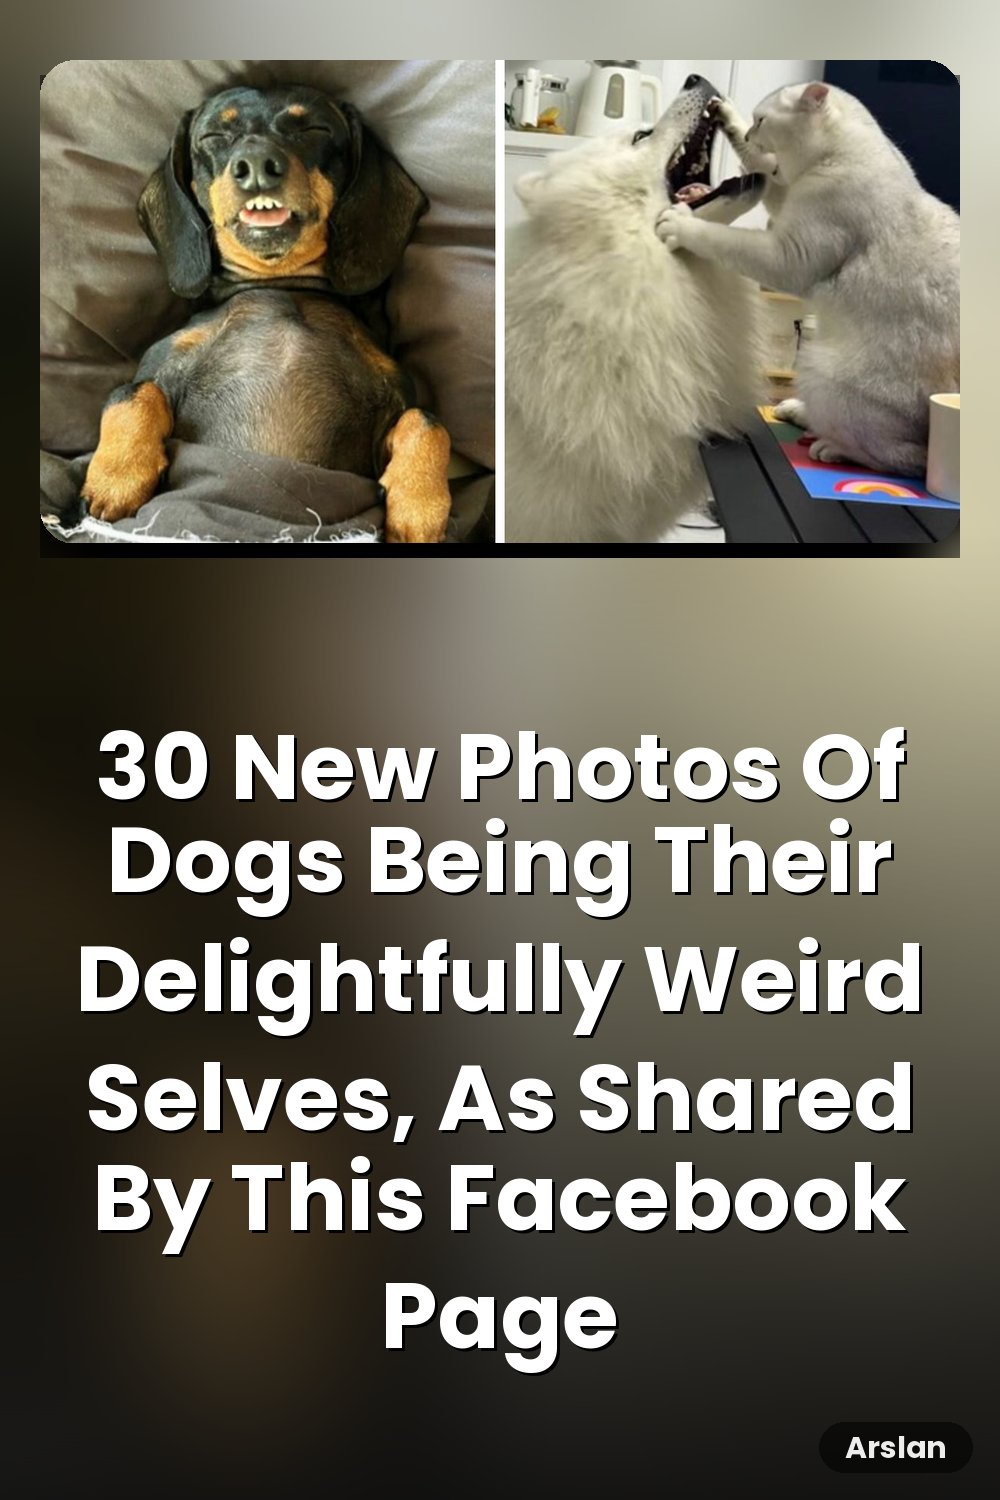 30 New Photos Of
Dogs Being Their
Delightfully Weird
Selves, As Shared
By This Facebook
Page
Arslan